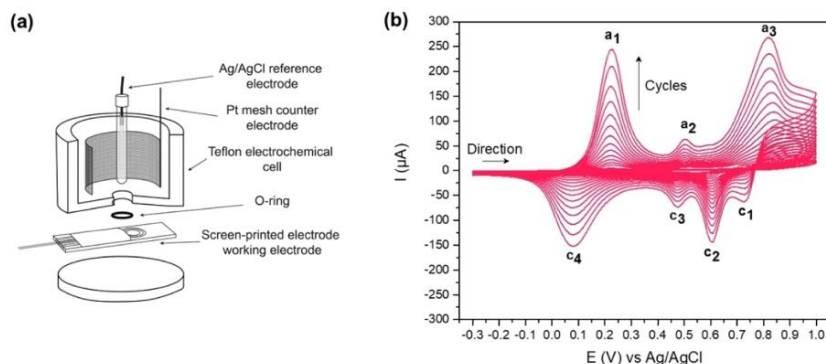 (a)
Ag/AgCl reference
electrode
Pt mesh counter
electrode
Teflon electrochemical
cell
O-ring
Screen-printed electrode
working electrode
(b)
300
250
200
150
100
50
0
-50
-100
-150
-200
-250
-300
I (µA)
a1
a2
a3
Cycles
Direction
c1
c2
c3
c4
-0.3 -0.2 -0.1 0.0 0.1 0.2 0.3 0.4 0.5 0.6 0.7 0.8 0.9 1.0
E (V) vs Ag/AgCl